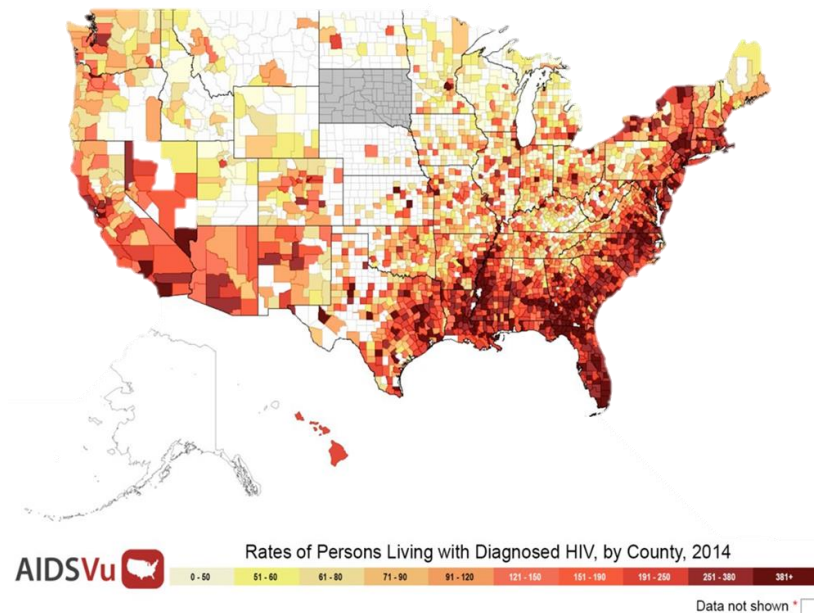 Rates of Persons Living with Diagnosed HIV, by County, 2014
AIDSVu
0 - 50 51 - 60 61 - 80 71 - 90 91 - 120 121 - 150 151 - 190 191 - 250 251 - 380 381+
Data not shown *